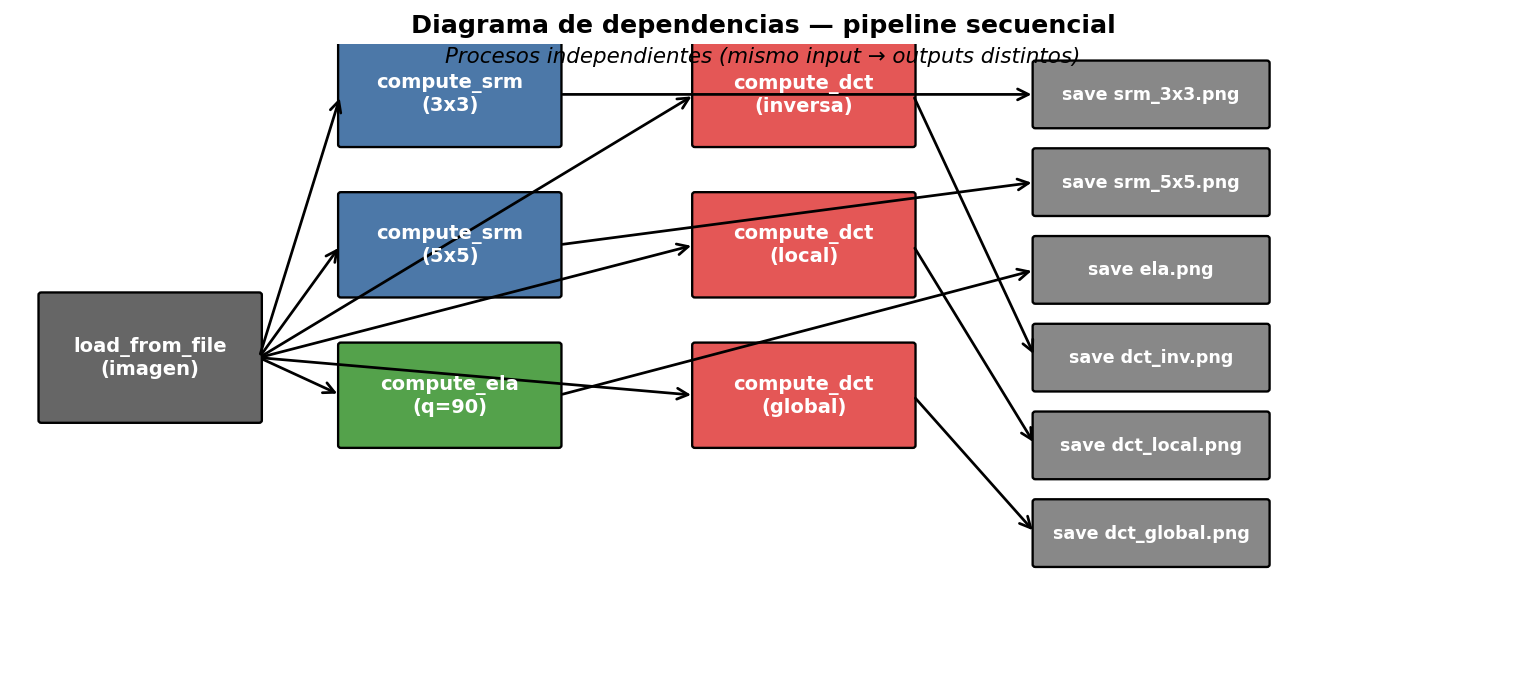 Diagrama de dependencias — pipeline secuencial
Procesos independientes (mismo input → outputs distintos)
load_from_file
(imagen)
compute_srm
(3x3)
compute_srm
(5x5)
compute_ela
(q=90)
compute_dct
(inversa)
compute_dct
(local)
compute_dct
(global)
save srm_3x3.png
save srm_5x5.png
save ela.png
save dct_inv.png
save dct_local.png
save dct_global.png